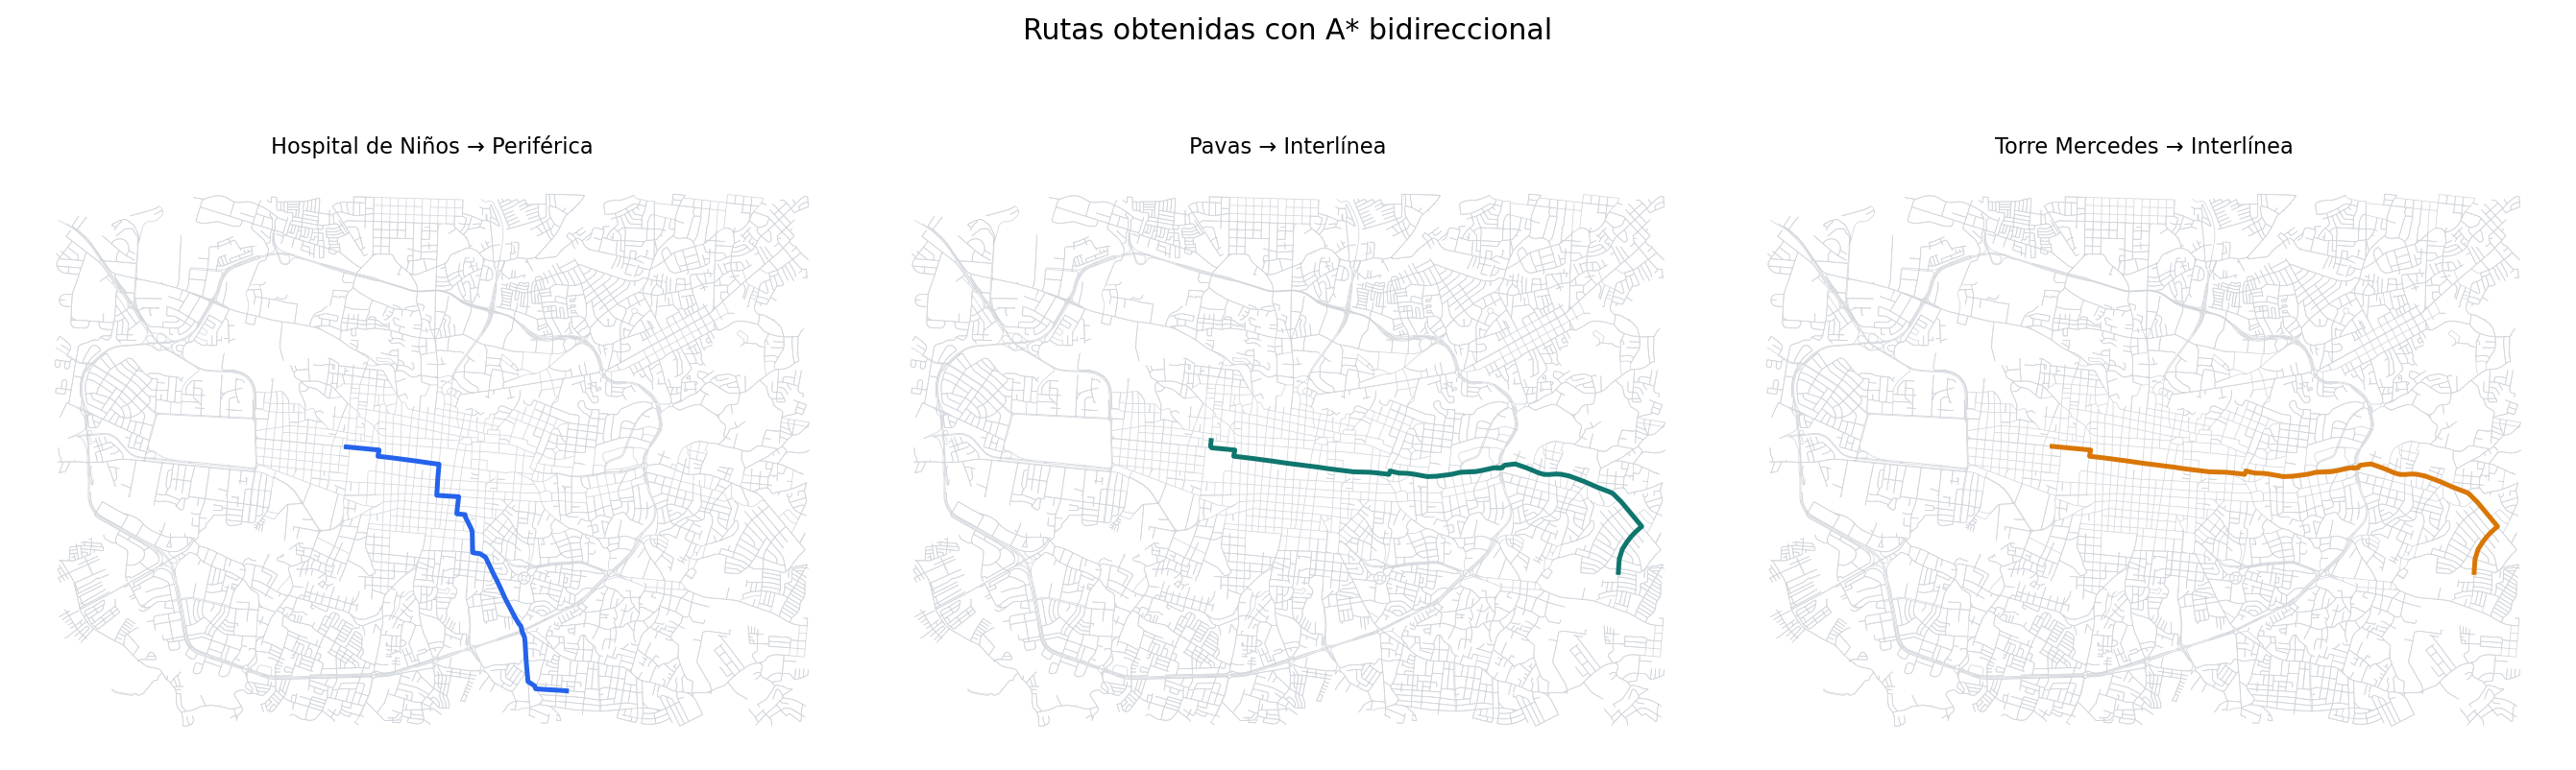 Rutas obtenidas con A* bidireccional
Hospital de Niños → Periférica
Pavas → Interlínea
Torre Mercedes → Interlínea